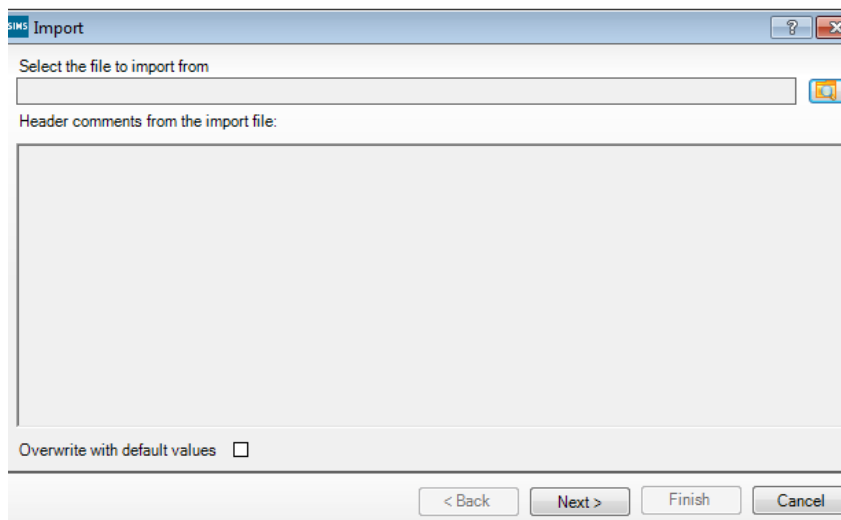 SIMS Import
Select the file to import from
Header comments from the import file:
Overwrite with default values
< Back Next > Finish Cancel